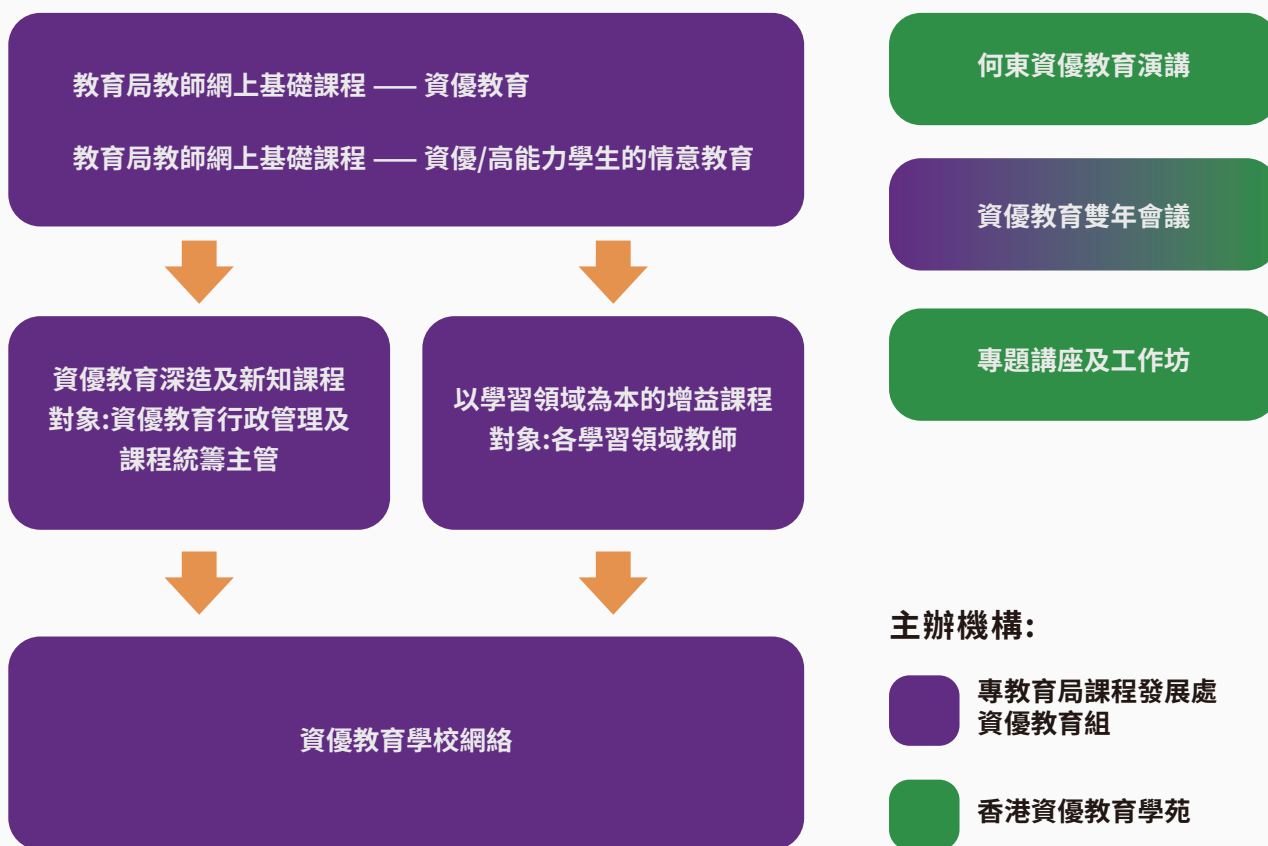 教育局教師網上基礎課程 —— 資優教育
教育局教師網上基礎課程 —— 資優/高能力學生的情意教育
資優教育深造及新知課程
對象:資優教育行政管理及
課程統籌主管
以學習領域為本的增益課程
對象:各學習領域教師
資優教育學校網絡
何東資優教育演講
資優教育雙年會議
專題講座及工作坊
主辦機構:
專教育局課程發展處
資優教育組
香港資優教育學苑